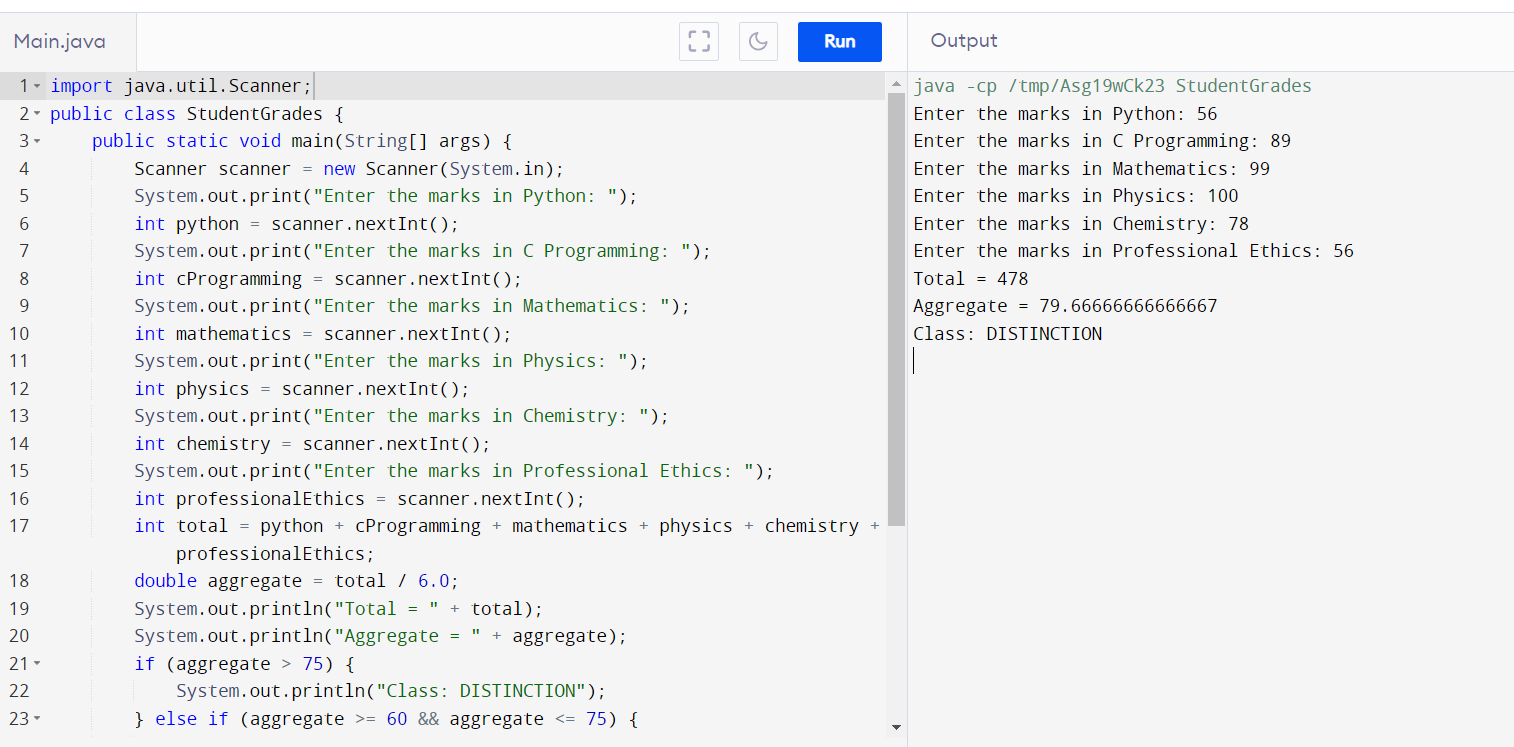 Main.java
Run
Output
1 import java.util.Scanner;
2 public class StudentGrades {
3 public static void main(String[] args) {
4 Scanner scanner = new Scanner(System.in);
5 System.out.print("Enter the marks in Python: ");
6 int python = scanner.nextInt();
7 System.out.print("Enter the marks in C Programming: ");
8 int cProgramming = scanner.nextInt();
9 System.out.print("Enter the marks in Mathematics: ");
10 int mathematics = scanner.nextInt();
11 System.out.print("Enter the marks in Physics: ");
12 int physics = scanner.nextInt();
13 System.out.print("Enter the marks in Chemistry: ");
14 int chemistry = scanner.nextInt();
15 System.out.print("Enter the marks in Professional Ethics: ");
16 int professionalEthics = scanner.nextInt();
17 int total = python + cProgramming + mathematics + physics + chemistry +
professionalEthics;
18 double aggregate = total / 6.0;
19 System.out.println("Total = " + total);
20 System.out.println("Aggregate = " + aggregate);
21 if (aggregate > 75) {
22 System.out.println("Class: DISTINCTION");
23 } else if (aggregate >= 60 && aggregate <= 75) {
java -cp /tmp/Asg19wCk23 StudentGrades
Enter the marks in Python: 56
Enter the marks in C Programming: 89
Enter the marks in Mathematics: 99
Enter the marks in Physics: 100
Enter the marks in Chemistry: 78
Enter the marks in Professional Ethics: 56
Total = 478
Aggregate = 79.66666666666667
Class: DISTINCTION